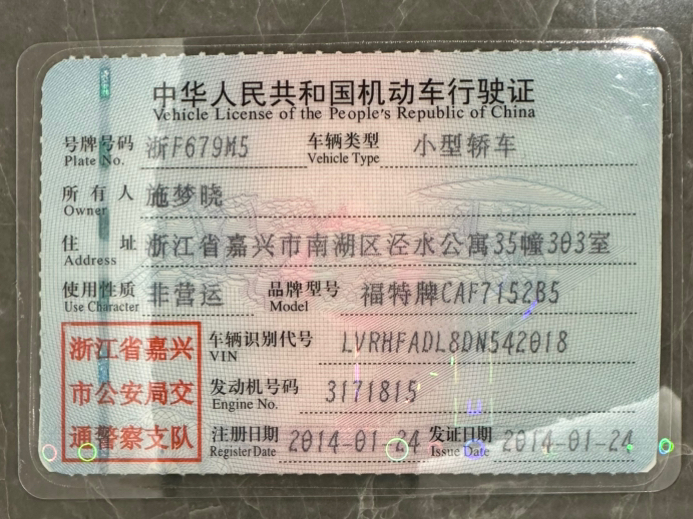 中华人民共和国机动车行驶证
Vehicle License of the People's Republic of China
号牌号码 浙F679M5 车辆类型 小型轿车
Plate No. Vehicle Type
所有人 施梦晓
Owner
住址 浙江省嘉兴市南湖区泾水公寓35幢303室
Address
使用性质 非营运 品牌型号 福特牌CAF7152B5
Use Character Model
浙江省嘉兴
市公安局交
通警察支队
车辆识别代号 LVRHFADL8DN542018
VIN
发动机号码 3171815
Engine No.
注册日期 2014-01-24 发证日期 2014-01-24
Register Date Issue Date